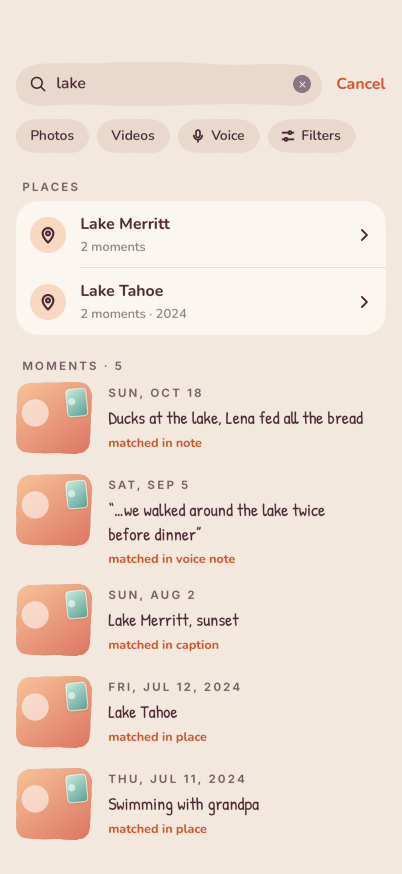 lake
Cancel
Photos
Videos
Voice
Filters
PLACES
Lake Merritt
2 moments
Lake Tahoe
2 moments · 2024
MOMENTS · 5
SUN, OCT 18
Ducks at the lake, Lena fed all the bread
matched in note
SAT, SEP 5
“…we walked around the lake twice
before dinner”
matched in voice note
SUN, AUG 2
Lake Merritt, sunset
matched in caption
FRI, JUL 12, 2024
Lake Tahoe
matched in place
THU, JUL 11, 2024
Swimming with grandpa
matched in place